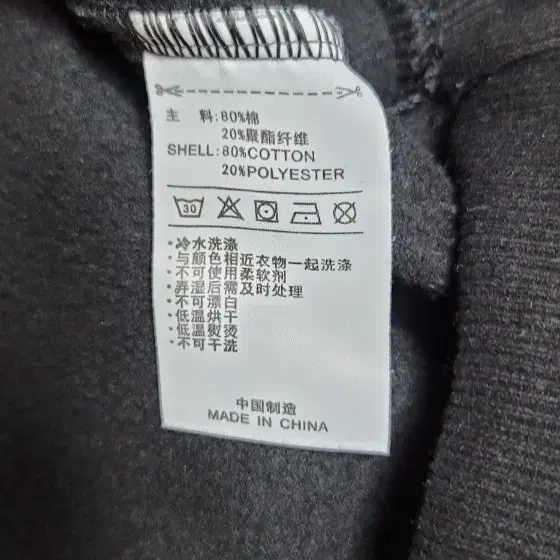 主 料:80%棉
20%聚酯纤维
SHELL:80%COTTON
20%POLYESTER
30
·冷水洗涤
·与颜色相近衣物一起洗涤
·不可使用柔软剂
·弄湿后需及时处理
·不可漂白
·低温烘干
·低温熨烫
·不可干洗
中国制造
MADE IN CHINA